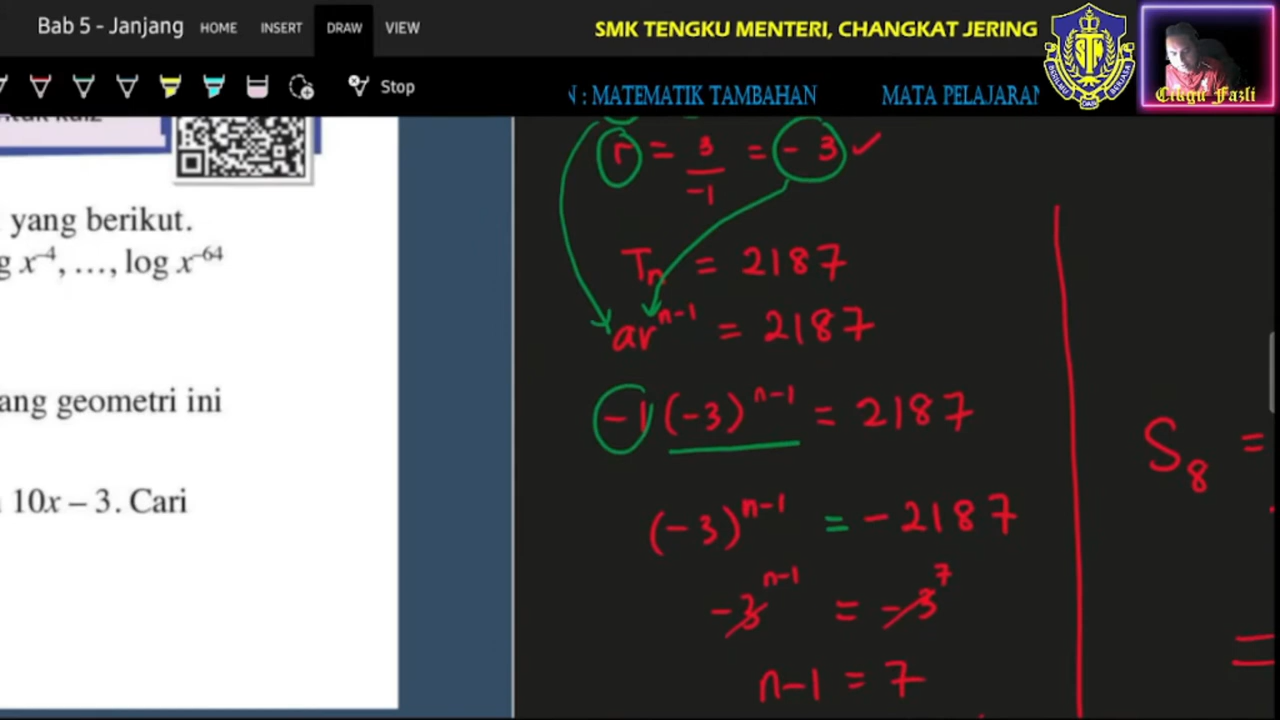 Bab 5 - Janjang HOME INSERT DRAW VIEW
SMK TENGKU MENTERI, CHANGKAT JERING
Stop
: MATEMATIK TAMBAHAN MATA PELAJARAN
Cikgu Fazli
yang berikut.
x⁻⁴, ..., log x⁻⁶⁴
geometri ini
10x – 3. Cari
r = 3/-1 = -3 ✓
Tn = 2187
ar^(n-1) = 2187
-1 (-3)^(n-1) = 2187
(-3)^(n-1) = -2187
-3^(n-1) = -3^7
n-1 = 7
S₈ =
=